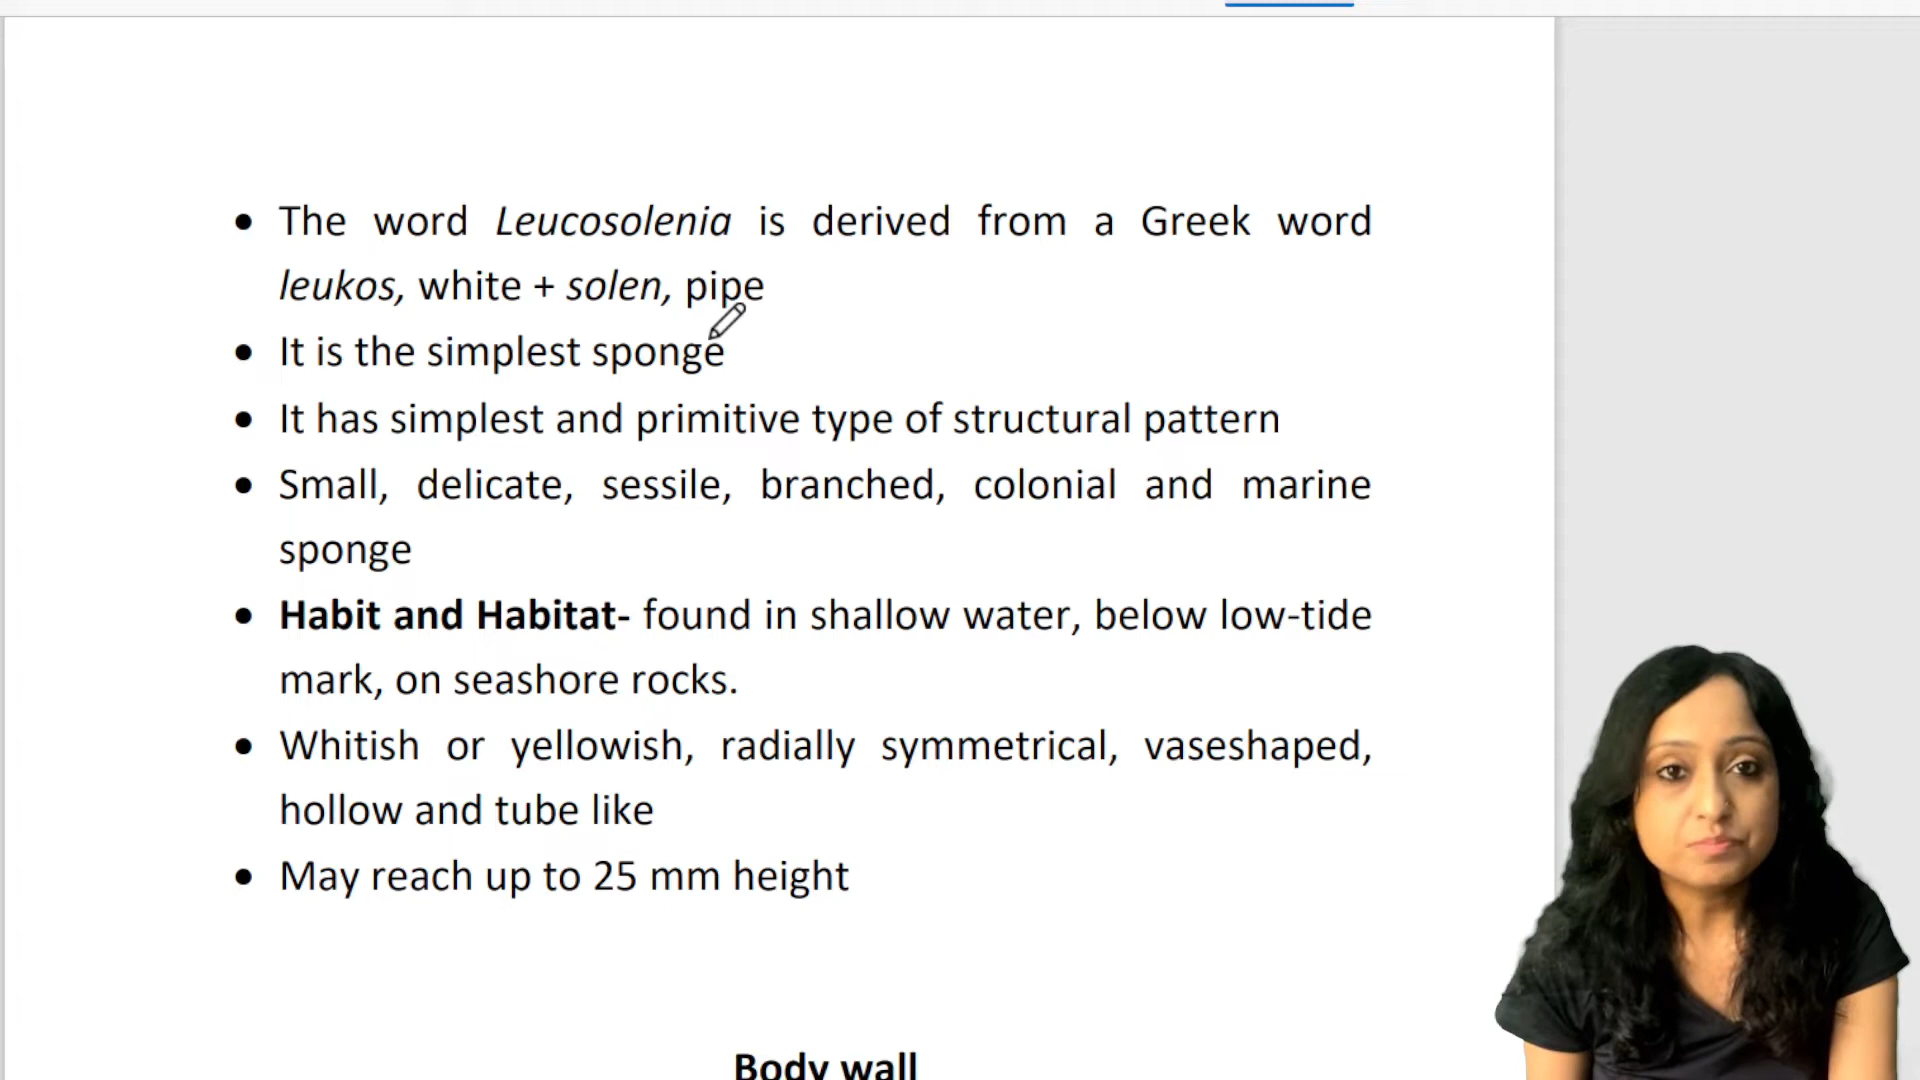 • The word Leucosolenia is derived from a Greek word
leukos, white + solen, pipe
• It is the simplest sponge
• It has simplest and primitive type of structural pattern
• Small, delicate, sessile, branched, colonial and marine
sponge
• Habit and Habitat- found in shallow water, below low-tide
mark, on seashore rocks.
• Whitish or yellowish, radially symmetrical, vaseshaped,
hollow and tube like
• May reach up to 25 mm height
Body wall